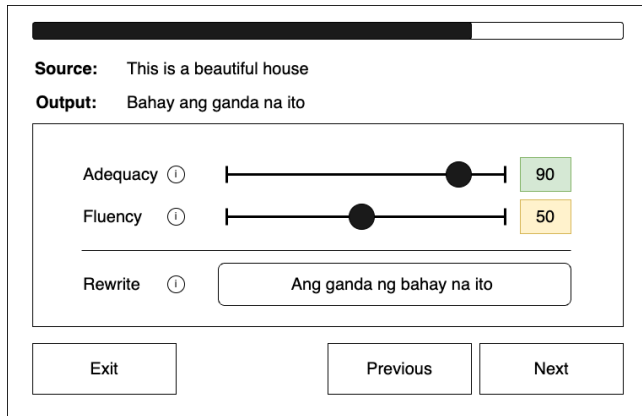 Source: This is a beautiful house
Output: Bahay ang ganda na ito
Adequacy i 90
Fluency i 50
Rewrite i Ang ganda ng bahay na ito
Exit Previous Next